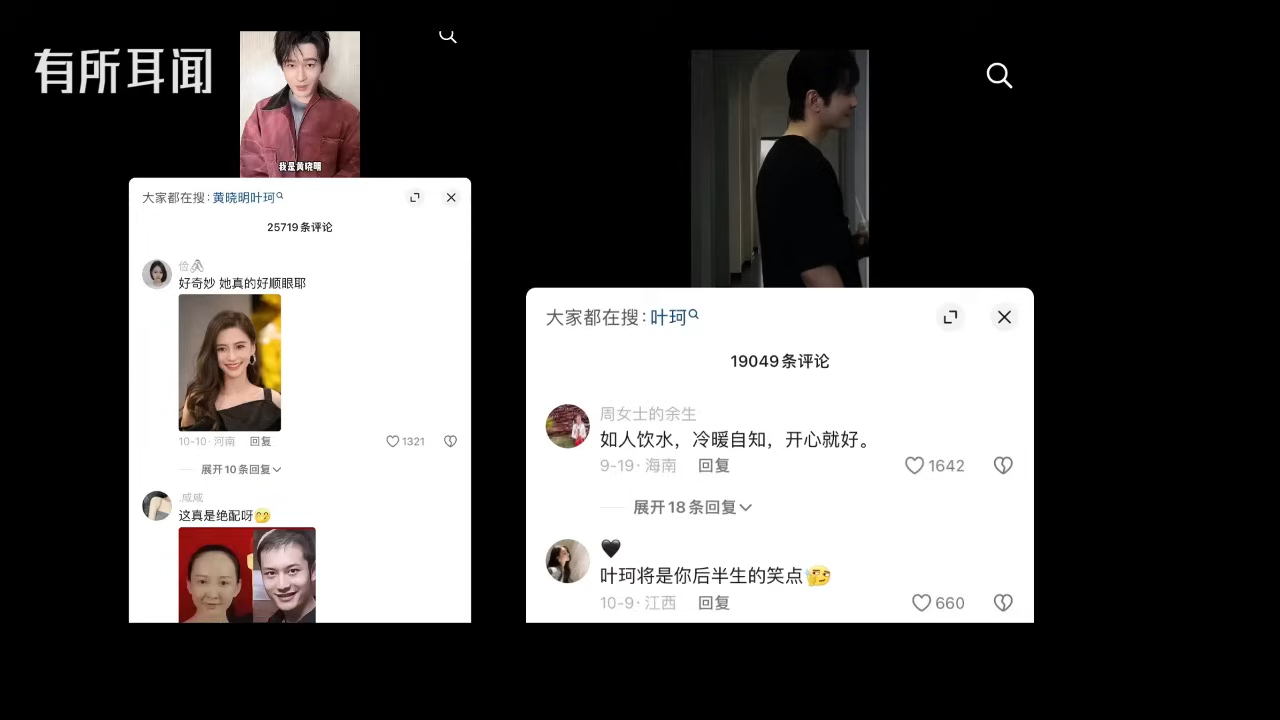 有所耳闻
我是黄晓明
大家都在搜:黄晓明叶珂
25719条评论
俭
好奇妙 她真的好顺眼耶
10-10·河南 回复
1321
展开10条回复
.咸咸
这真是绝配呀
大家都在搜:叶珂
19049条评论
周女士的余生
如人饮水，冷暖自知，开心就好。
9-19·海南 回复
1642
展开18条回复
叶珂将是你后半生的笑点
10-9·江西 回复
660